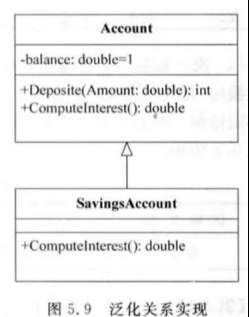 Account
-balance: double=1
+Deposite(Amount: double): int
+ComputeInterest(): double
SavingsAccount
+ComputeInterest(): double
图 5.9 泛化关系实现